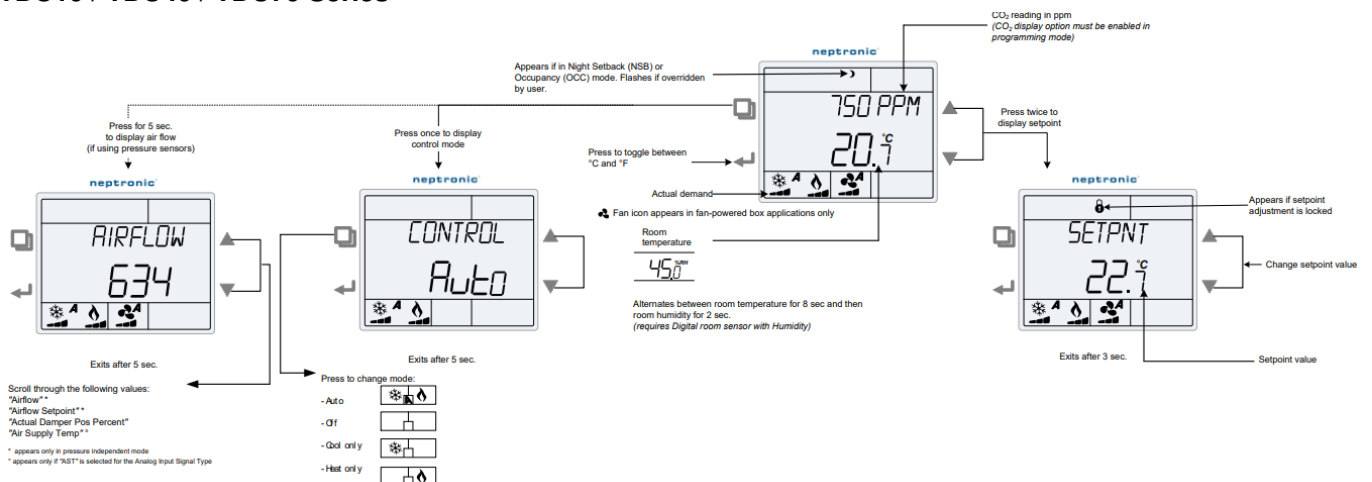 CO₂ reading in ppm
(CO₂ display option must be enabled in
programming mode)
neptronic
Appears if in Night Setback (NSB) or
Occupancy (OCC) mode. Flashes if overridden
by user.
750 PPM
20.7 °C
A A
Press for 5 sec.
to display air flow
(if using pressure sensors)
Press once to display
control mode
Press twice to
display setpoint
Press to toggle between
°C and °F
Actual demand
Fan icon appears in fan-powered box applications only
Room
temperature
45.0 %RH
Alternates between room temperature for 8 sec and then
room humidity for 2 sec.
(requires Digital room sensor with Humidity)
neptronic
AIRFLOW
634
A A
Exits after 5 sec.
Scroll through the following values:
"Airflow"*
"Airflow Setpoint"*
"Actual Damper Pos Percent"
"Air Supply Temp"°
* appears only in pressure independent mode
° appears only if "AST" is selected for the Analog Input Signal Type
neptronic
CONTROL
Auto
A
Exits after 5 sec.
Press to change mode:
- Auto
A
- Off
- Cool only
- Heat only
neptronic
Appears if setpoint
adjustment is locked
SETPNT
22.7 °C
A A
Change setpoint value
Exits after 3 sec.
Setpoint value